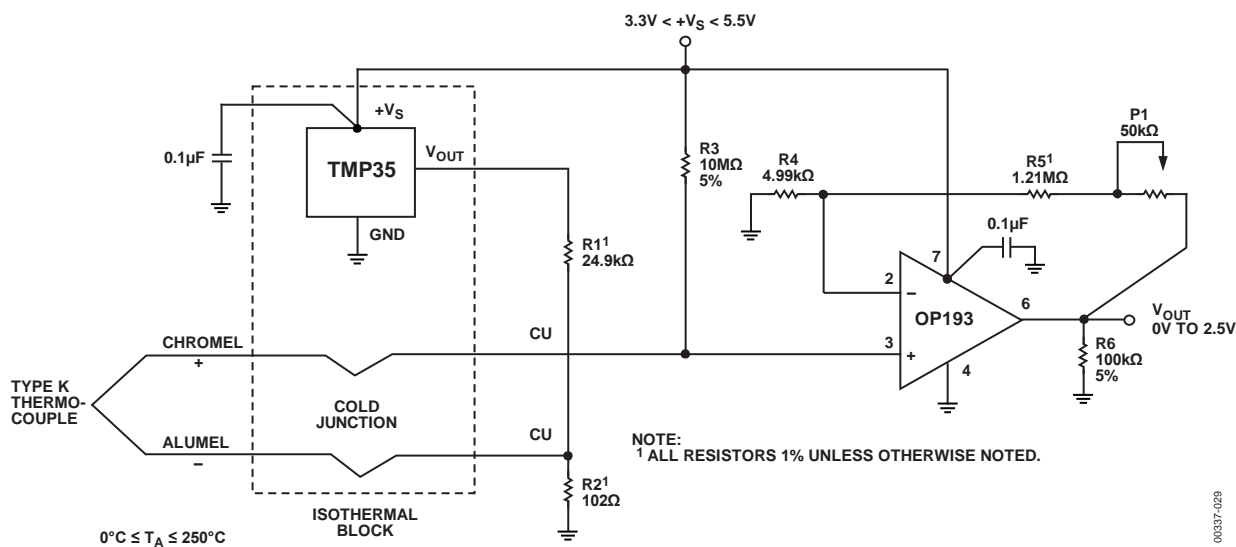 3.3V < +VS < 5.5V
+VS
0.1µF
TMP35
VOUT
GND
R1¹
24.9kΩ
R3
10MΩ
5%
R4
4.99kΩ
R5¹
1.21MΩ
P1
50kΩ
0.1µF
7
2
−
OP193
6
3
+
4
VOUT
0V TO 2.5V
R6
100kΩ
5%
CHROMEL
+
CU
TYPE K
THERMO-
COUPLE
COLD
JUNCTION
ALUMEL
−
CU
R2¹
102Ω
NOTE:
¹ ALL RESISTORS 1% UNLESS OTHERWISE NOTED.
ISOTHERMAL
BLOCK
0°C ≤ TA ≤ 250°C
00337-029